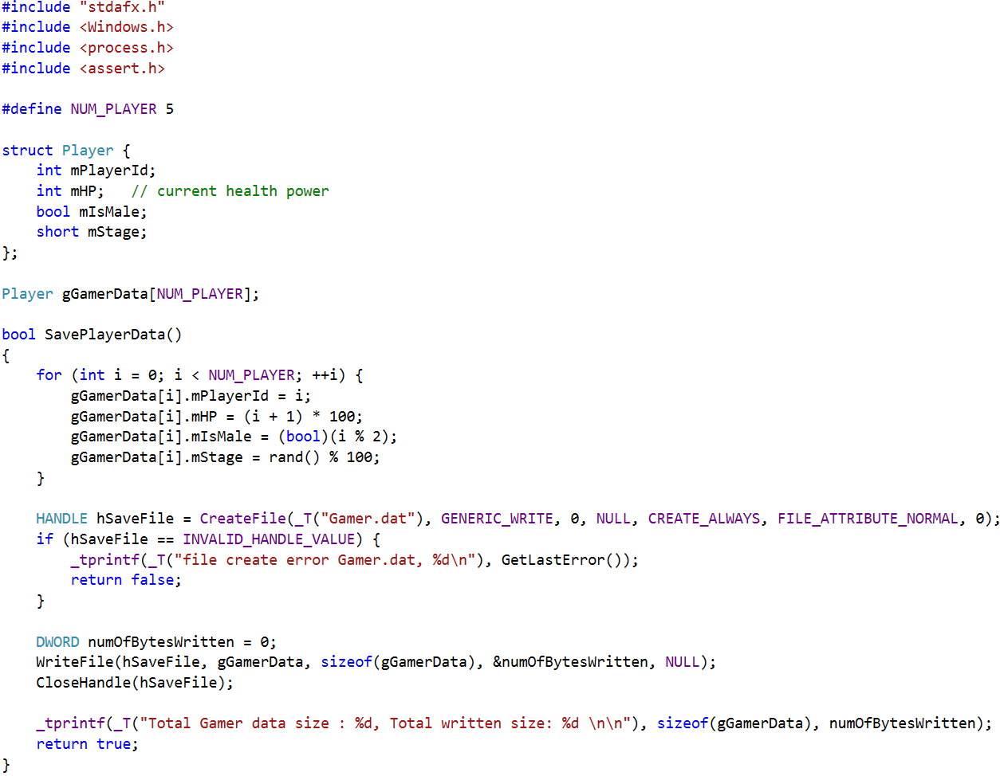 #include "stdafx.h"
#include <Windows.h>
#include <process.h>
#include <assert.h>

#define NUM_PLAYER 5

struct Player {
    int mPlayerId;
    int mHP;   // current health power
    bool mIsMale;
    short mStage;
};

Player gGamerData[NUM_PLAYER];

bool SavePlayerData()
{
    for (int i = 0; i < NUM_PLAYER; ++i) {
        gGamerData[i].mPlayerId = i;
        gGamerData[i].mHP = (i + 1) * 100;
        gGamerData[i].mIsMale = (bool)(i % 2);
        gGamerData[i].mStage = rand() % 100;
    }

    HANDLE hSaveFile = CreateFile(_T("Gamer.dat"), GENERIC_WRITE, 0, NULL, CREATE_ALWAYS, FILE_ATTRIBUTE_NORMAL, 0);
    if (hSaveFile == INVALID_HANDLE_VALUE) {
        _tprintf(_T("file create error Gamer.dat, %d\n"), GetLastError());
        return false;
    }

    DWORD numOfBytesWritten = 0;
    WriteFile(hSaveFile, gGamerData, sizeof(gGamerData), &numOfBytesWritten, NULL);
    CloseHandle(hSaveFile);

    _tprintf(_T("Total Gamer data size : %d, Total written size: %d \n\n"), sizeof(gGamerData), numOfBytesWritten);
    return true;
}